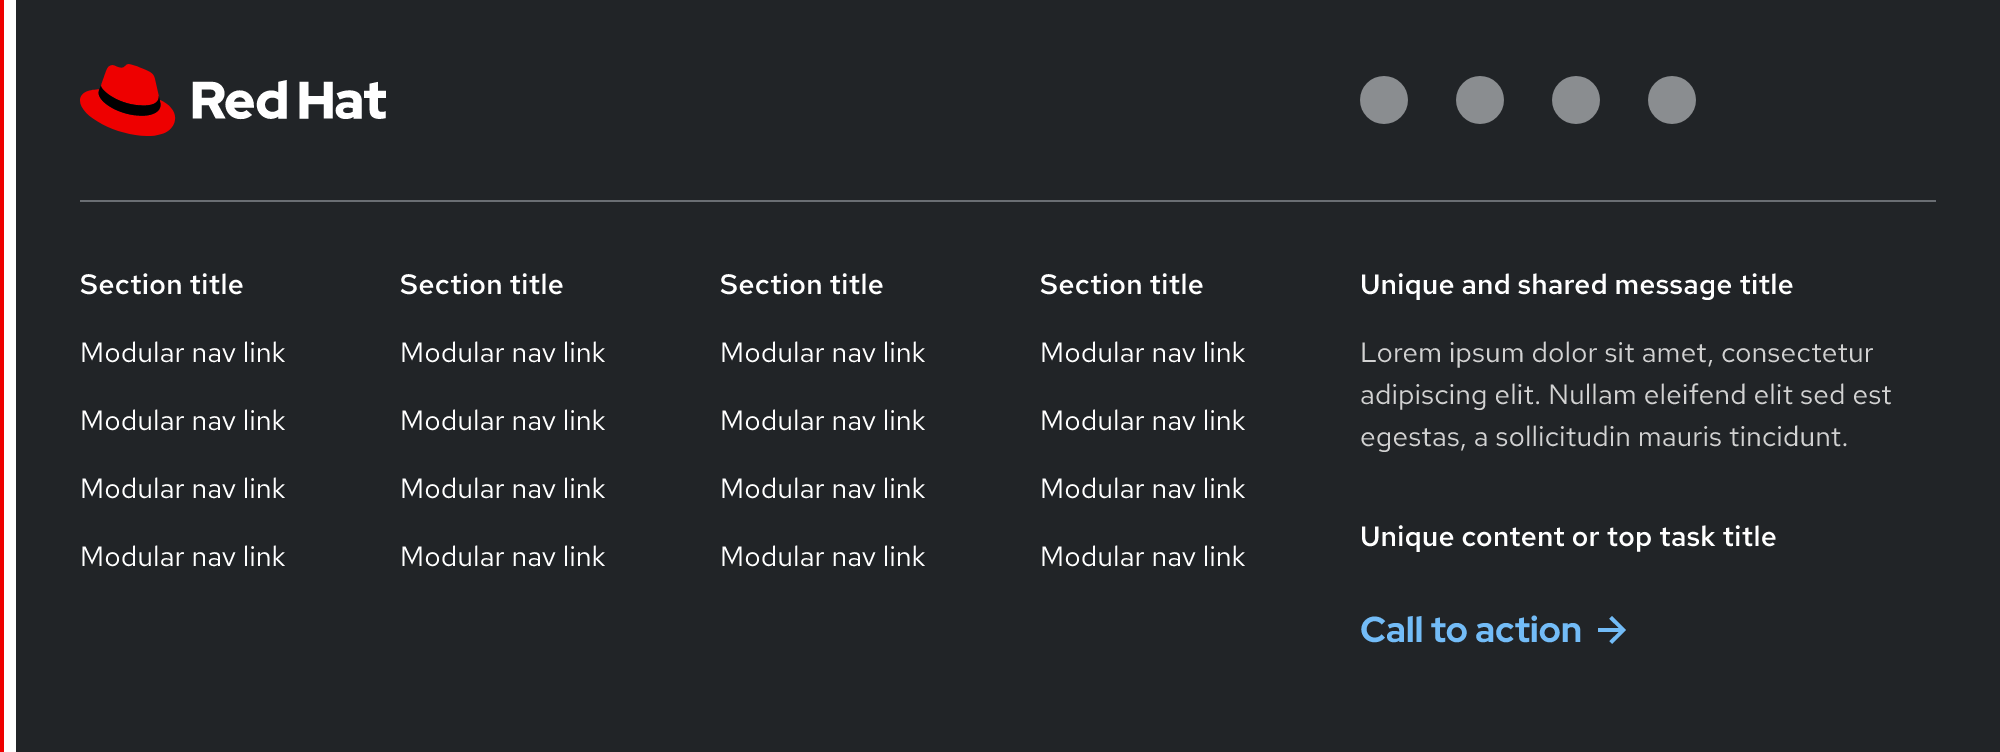 Red Hat
Section title
Modular nav link
Modular nav link
Modular nav link
Modular nav link
Section title
Modular nav link
Modular nav link
Modular nav link
Modular nav link
Section title
Modular nav link
Modular nav link
Modular nav link
Modular nav link
Section title
Modular nav link
Modular nav link
Modular nav link
Modular nav link
Unique and shared message title
Lorem ipsum dolor sit amet, consectetur
adipiscing elit. Nullam eleifend elit sed est
egestas, a sollicitudin mauris tincidunt.
Unique content or top task title
Call to action →